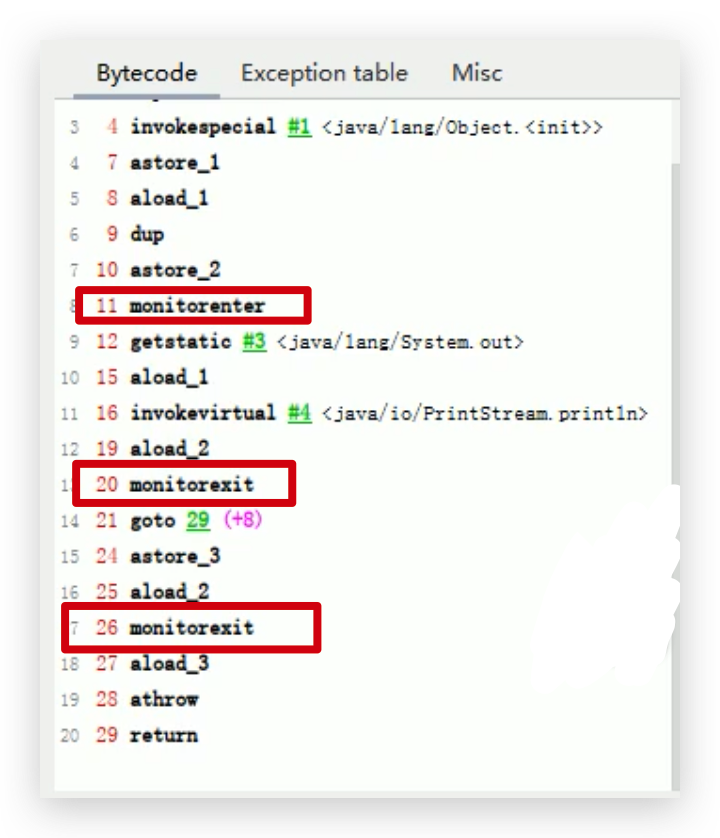 Bytecode Exception table Misc
3 4 invokespecial #1 <java/lang/Object.<init>>
4 7 astore_1
5 8 aload_1
6 9 dup
7 10 astore_2
8 11 monitorenter
9 12 getstatic #3 <java/lang/System.out>
10 15 aload_1
11 16 invokevirtual #4 <java/io/PrintStream.println>
12 19 aload_2
20 monitorexit
14 21 goto 29 (+8)
15 24 astore_3
16 25 aload_2
7 26 monitorexit
18 27 aload_3
19 28 athrow
20 29 return